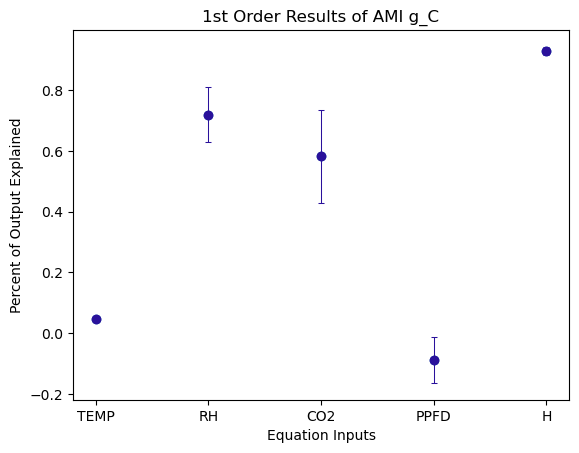 1st Order Results of AMI g_C
Percent of Output Explained
0.8
0.6
0.4
0.2
0.0
−0.2
TEMP RH CO2 PPFD H
Equation Inputs